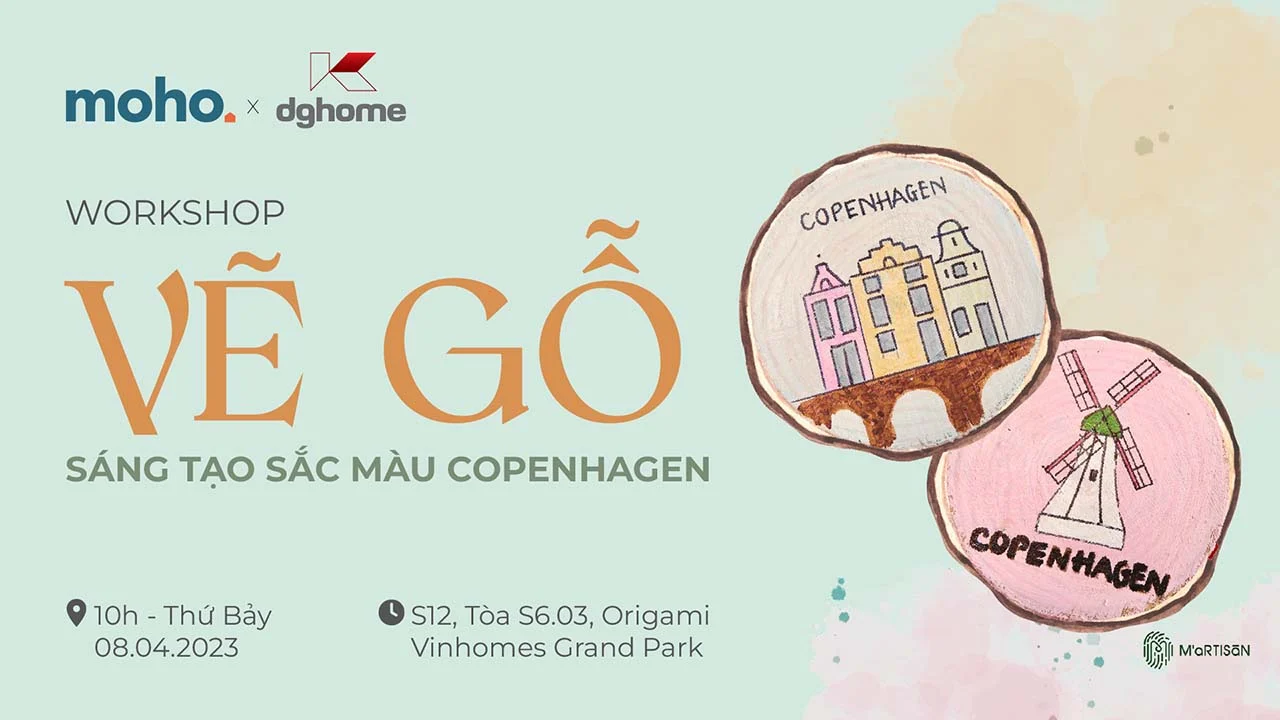 moho. x dghome
WORKSHOP
VẼ GỖ
SÁNG TẠO SẮC MÀU COPENHAGEN
10h - Thứ Bảy
08.04.2023
S12, Tòa S6.03, Origami
Vinhomes Grand Park
COPENHAGEN
COPENHAGEN
M'aRTISaN